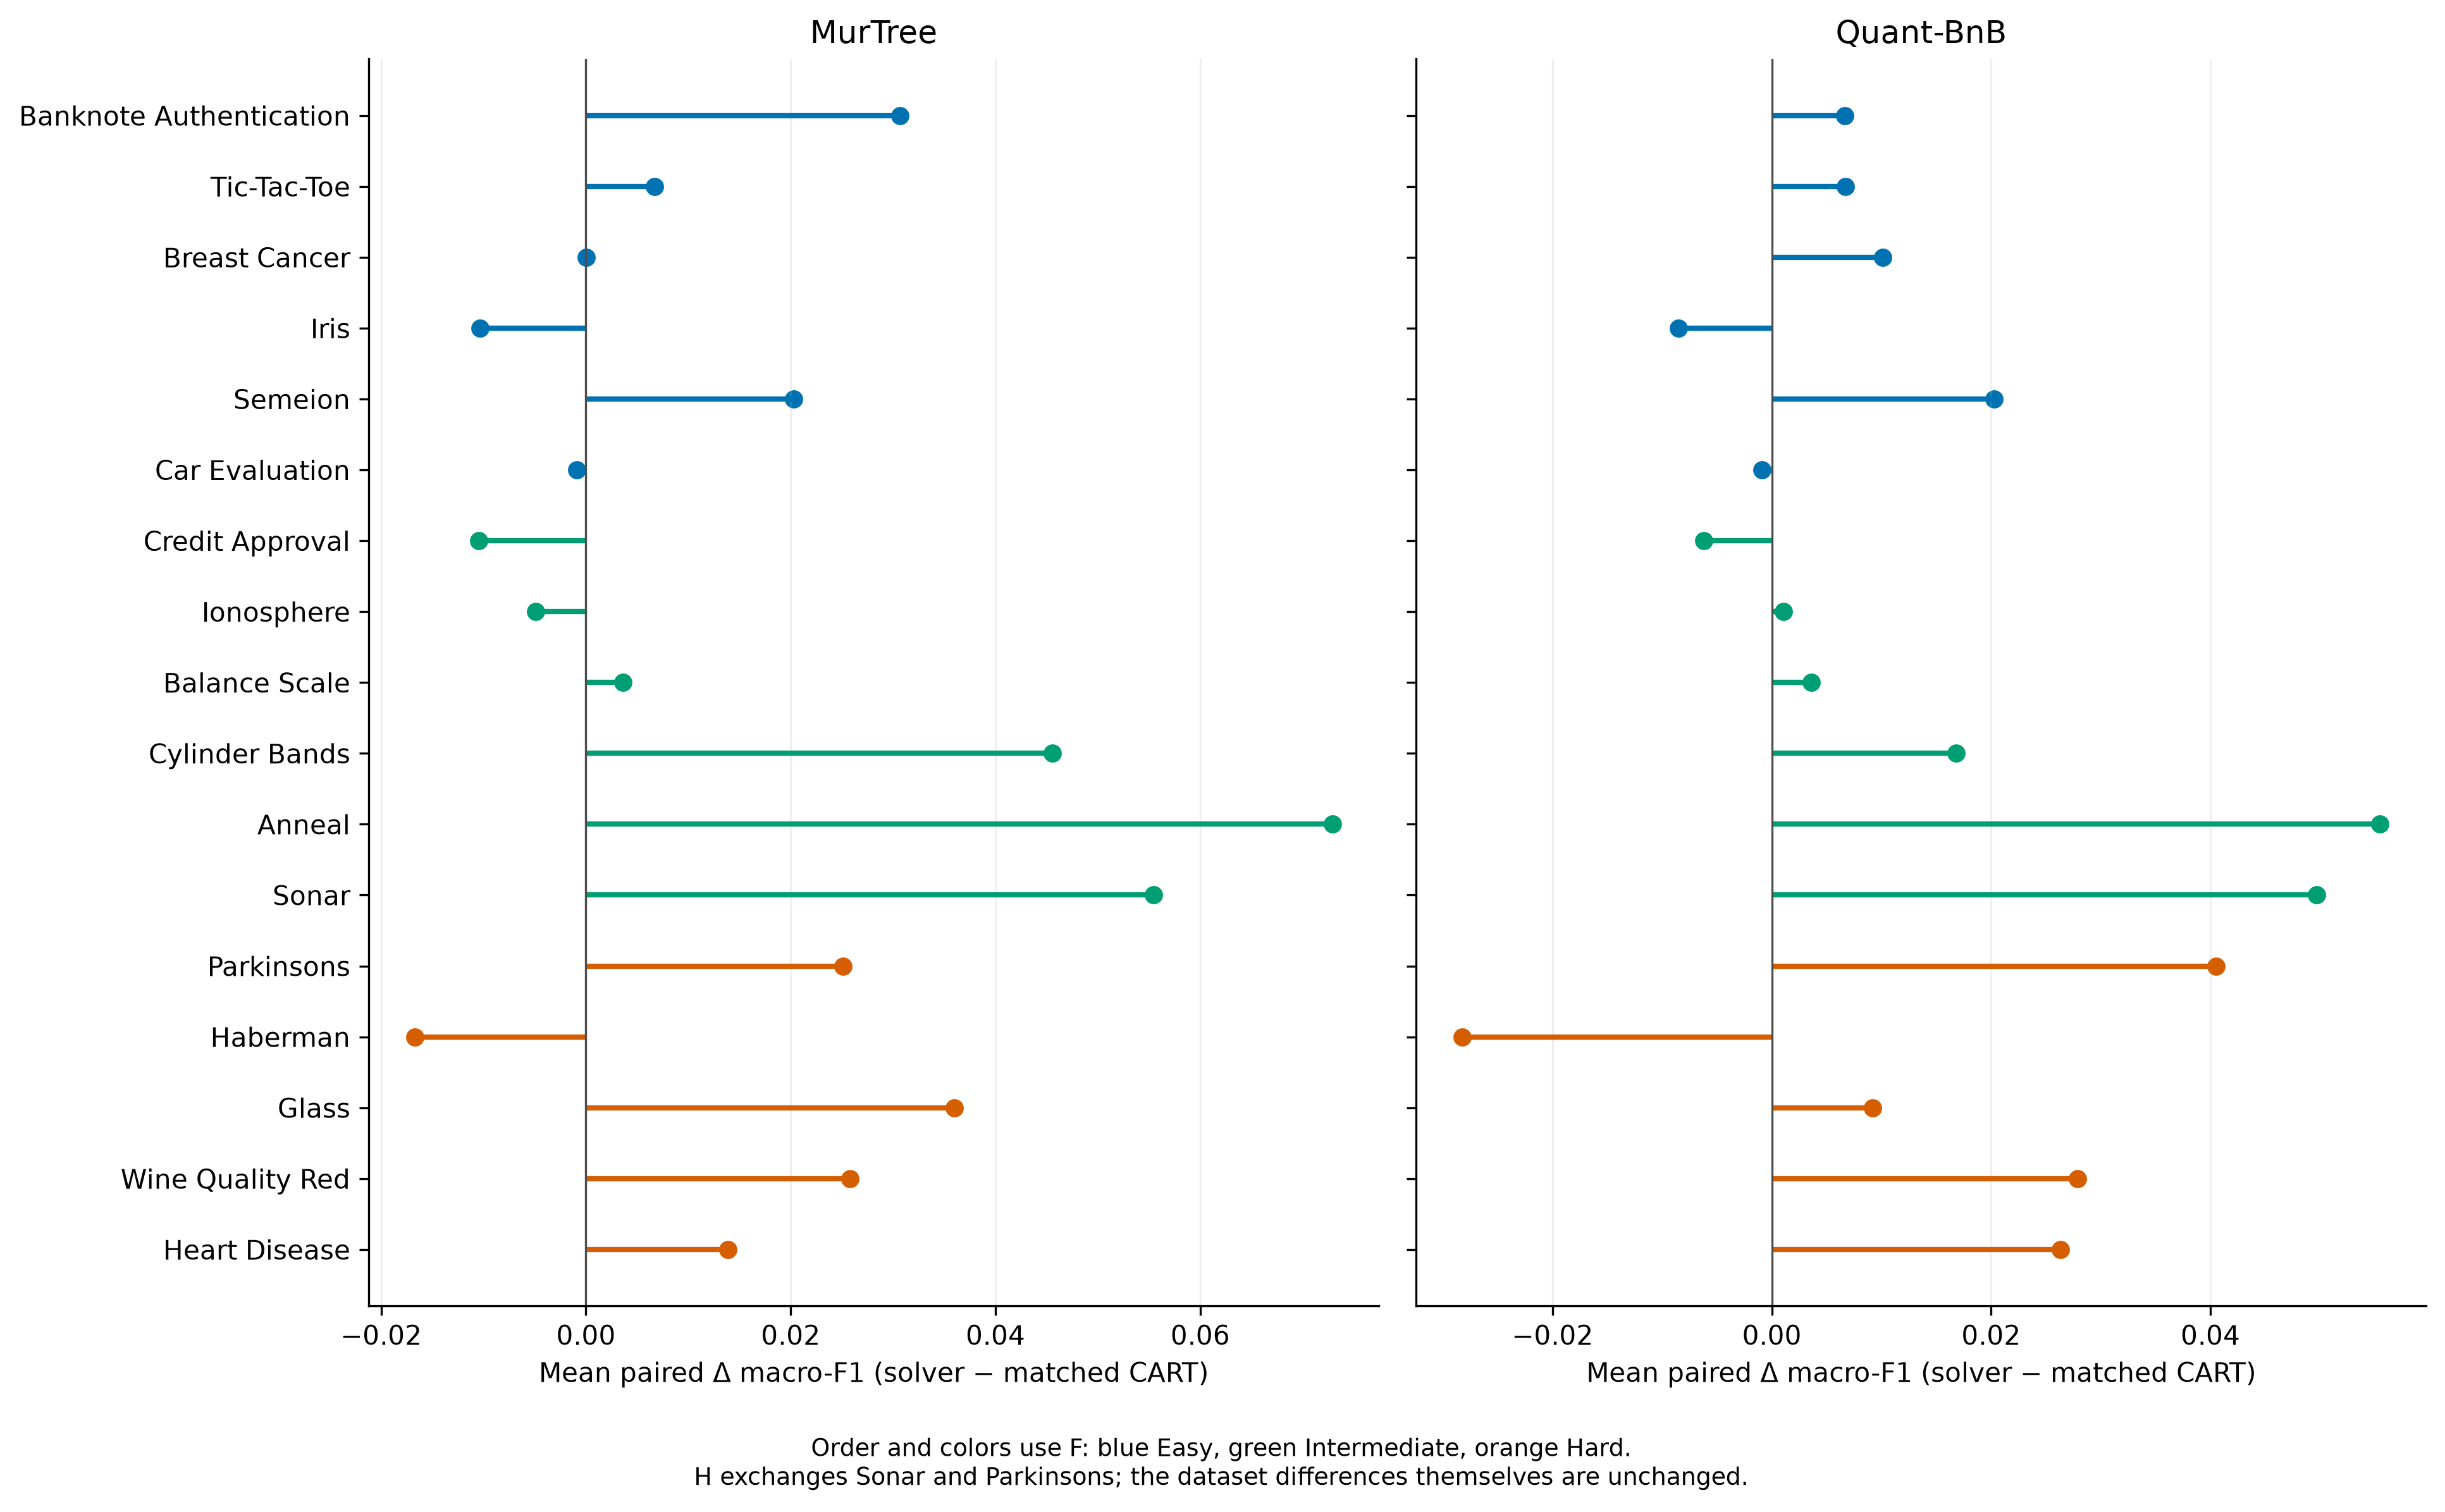 MurTree
Quant-BnB
Banknote Authentication
Tic-Tac-Toe
Breast Cancer
Iris
Semeion
Car Evaluation
Credit Approval
Ionosphere
Balance Scale
Cylinder Bands
Anneal
Sonar
Parkinsons
Haberman
Glass
Wine Quality Red
Heart Disease
−0.02 0.00 0.02 0.04 0.06
−0.02 0.00 0.02 0.04
Mean paired Δ macro-F1 (solver − matched CART)
Mean paired Δ macro-F1 (solver − matched CART)
Order and colors use F: blue Easy, green Intermediate, orange Hard.
H exchanges Sonar and Parkinsons; the dataset differences themselves are unchanged.